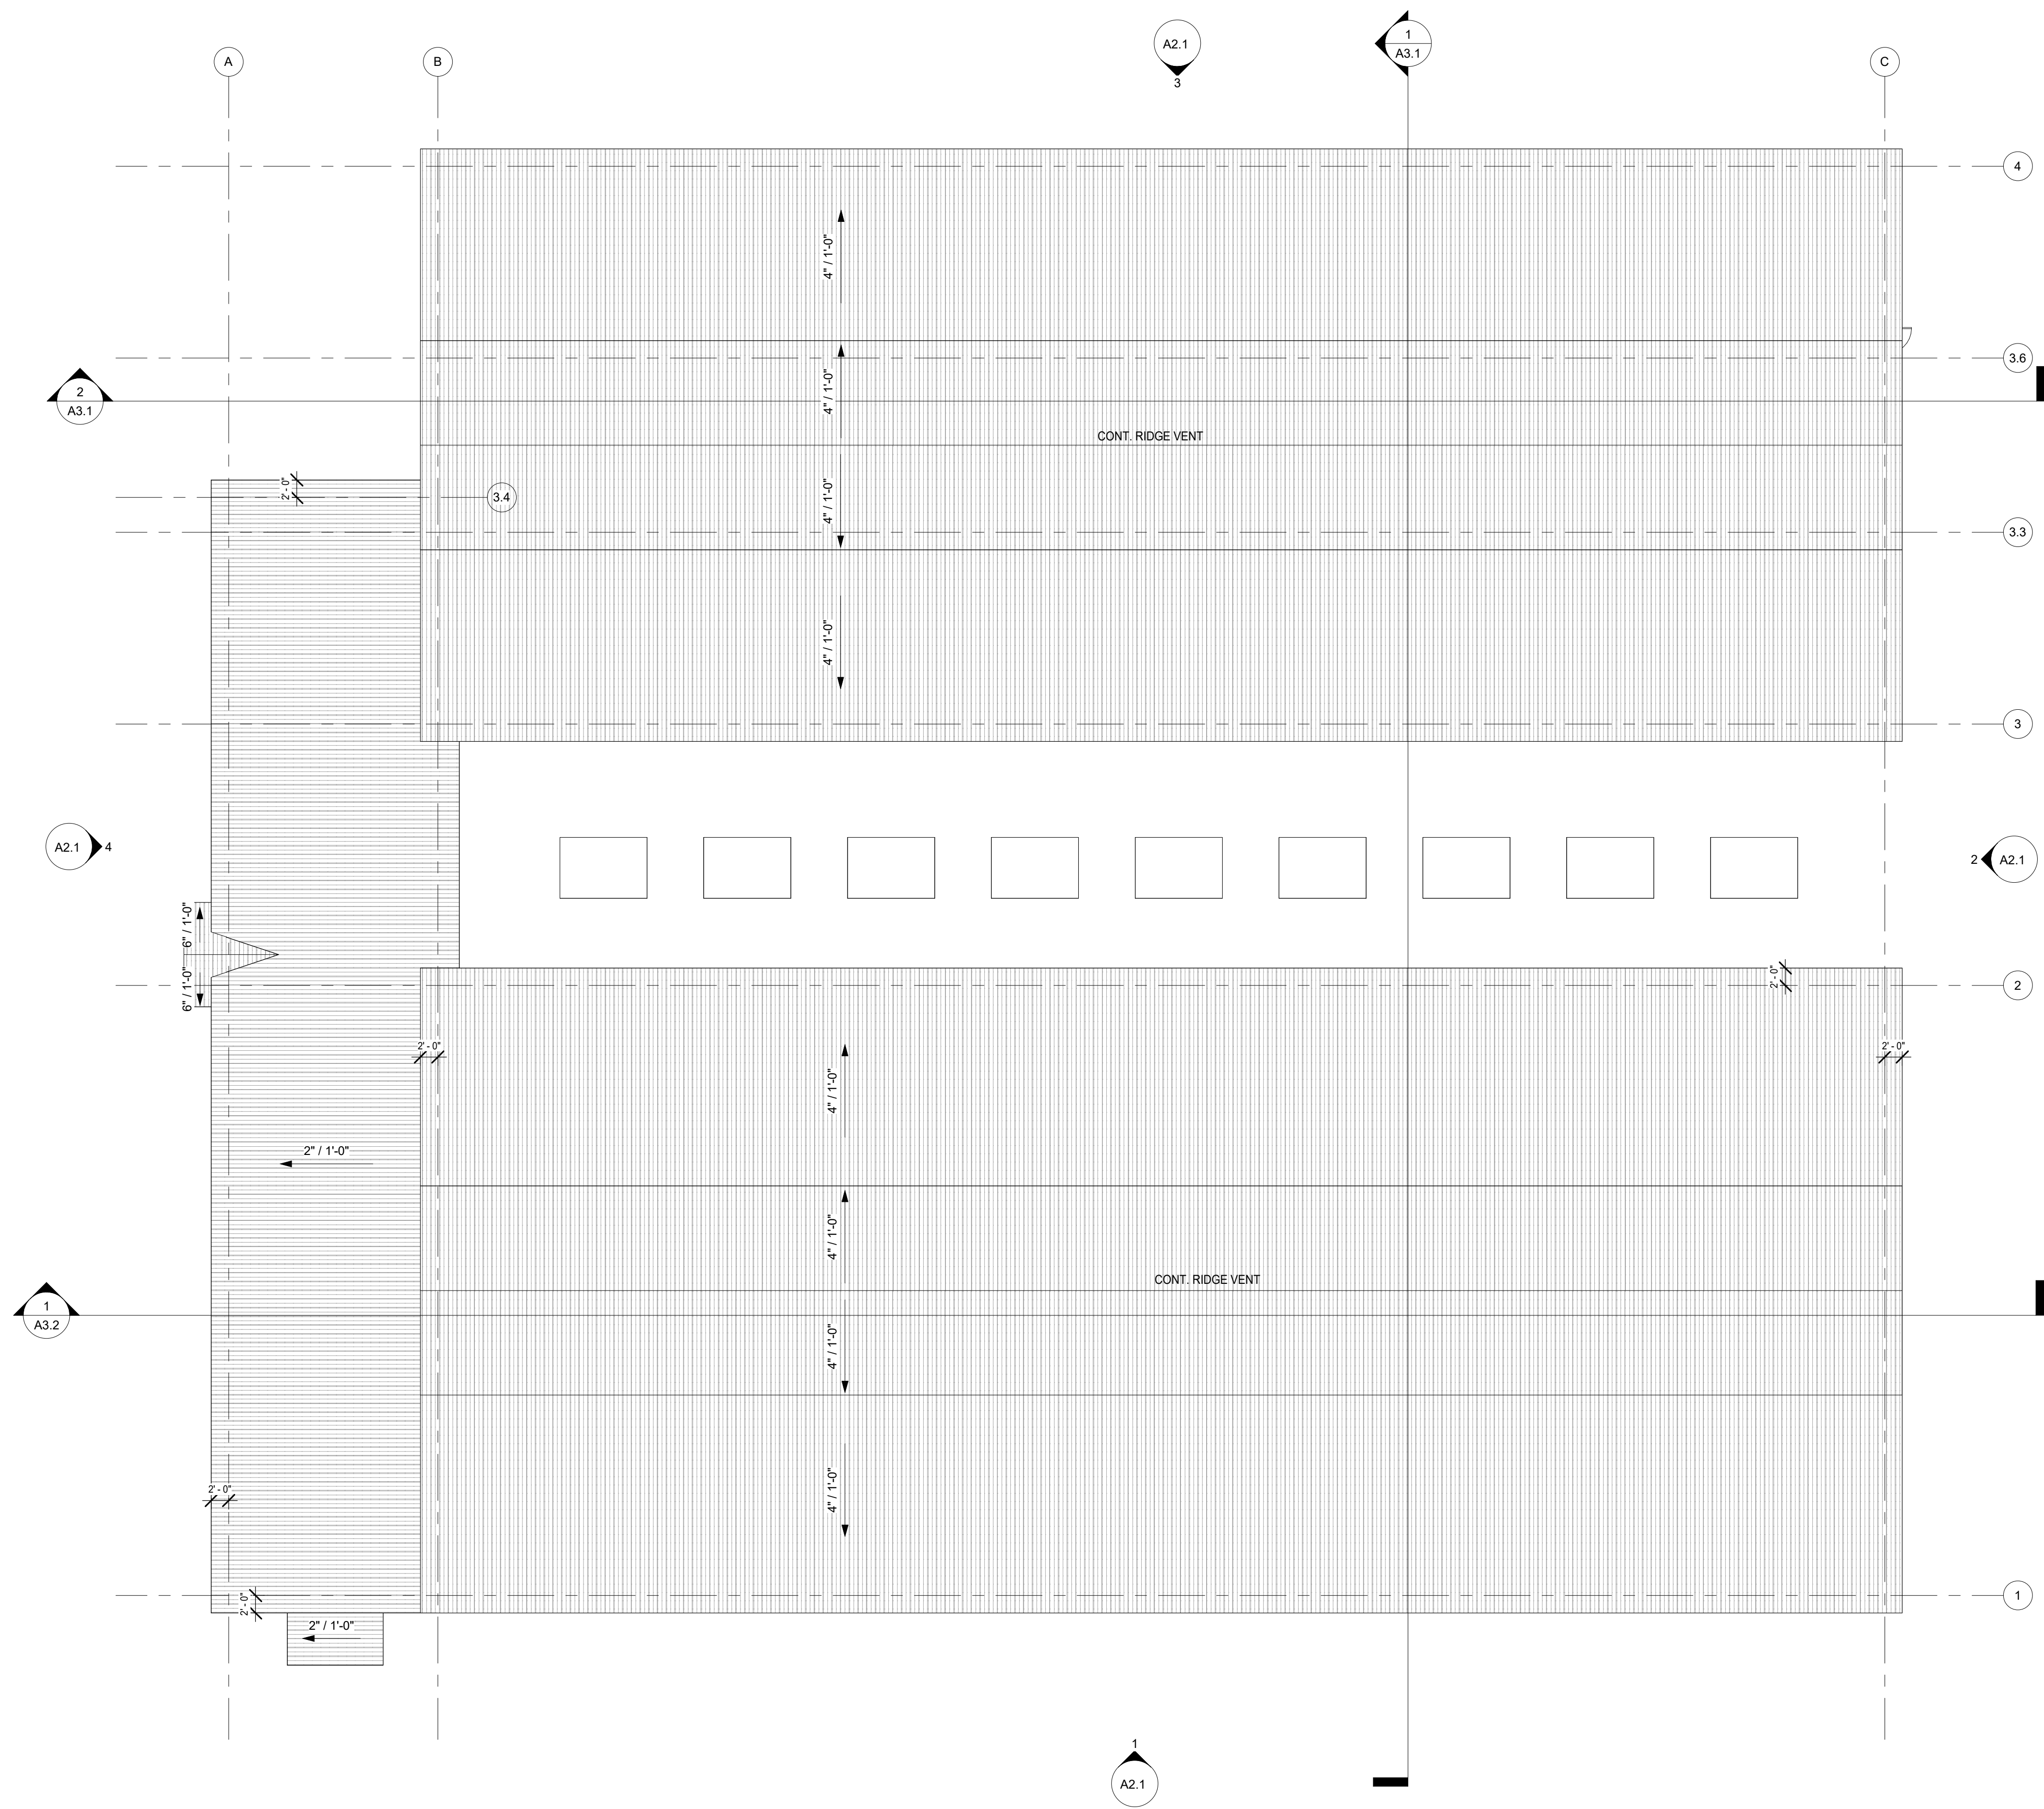 1
A2.1
A3.1
A
B
C
3
4
4" / 1'-0"
3.6
2
A3.1
4" / 1'-0"
CONT. RIDGE VENT
2' - 0"
3.4
4" / 1'-0"
3.3
4" / 1'-0"
3
A2.1
4
2
A2.1
6" / 1'-0"
6" / 1'-0"
2' - 0"
2
2' - 0"
2' - 0"
4" / 1'-0"
2" / 1'-0"
4" / 1'-0"
CONT. RIDGE VENT
1
A3.2
4" / 1'-0"
4" / 1'-0"
2' - 0"
2' - 0"
1
2" / 1'-0"
1
A2.1